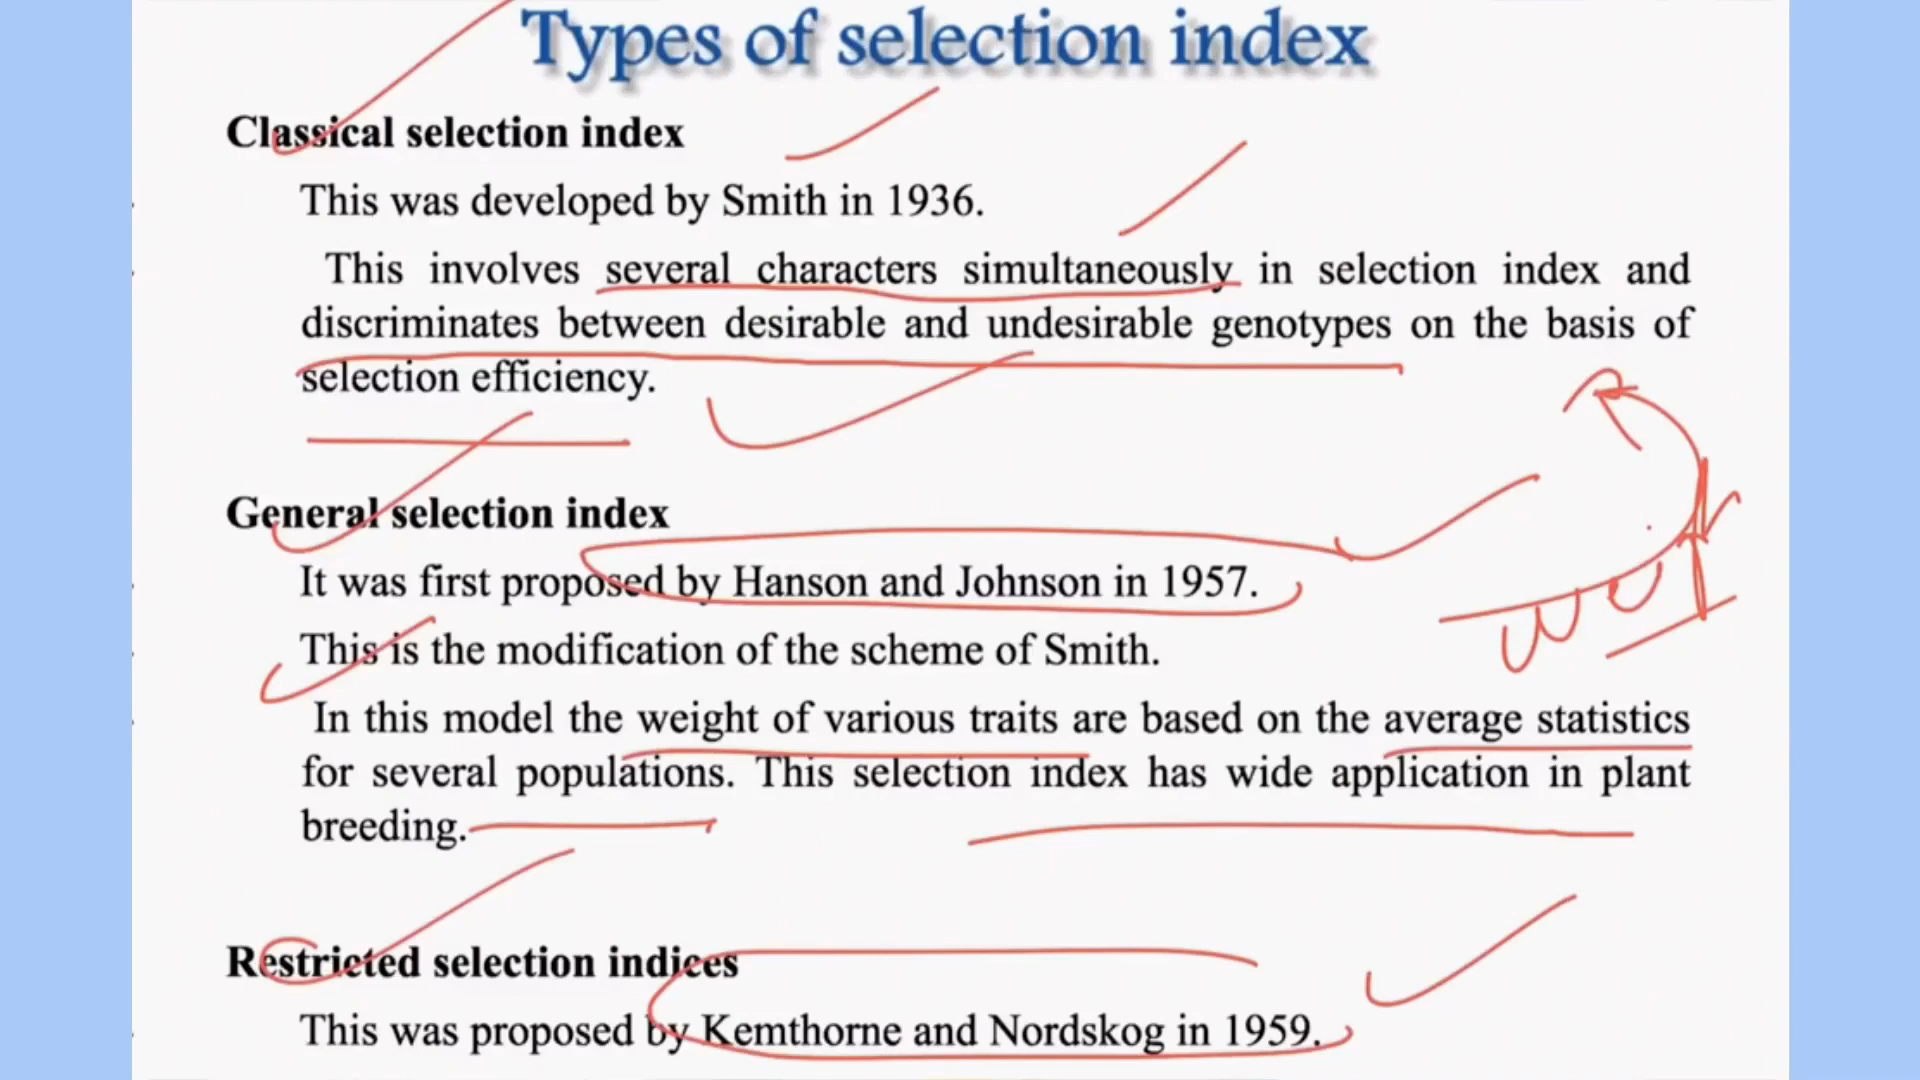 Types of selection index
Classical selection index
This was developed by Smith in 1936.
This involves several characters simultaneously in selection index and
discriminates between desirable and undesirable genotypes on the basis of
selection efficiency.
General selection index
It was first proposed by Hanson and Johnson in 1957.
This is the modification of the scheme of Smith.
In this model the weight of various traits are based on the average statistics
for several populations. This selection index has wide application in plant
breeding.
Restricted selection indices
This was proposed by Kemthorne and Nordskog in 1959.